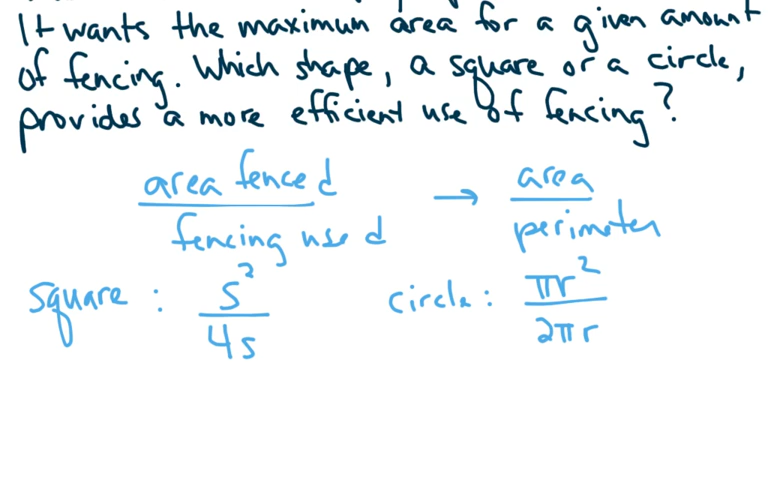 It wants the maximum area for a given amount
of fencing. Which shape, a square or a circle,
provides a more efficient use of fencing?
area fenced / fencing used → area / perimeter
square : s² / 4s circle : πr² / 2πr